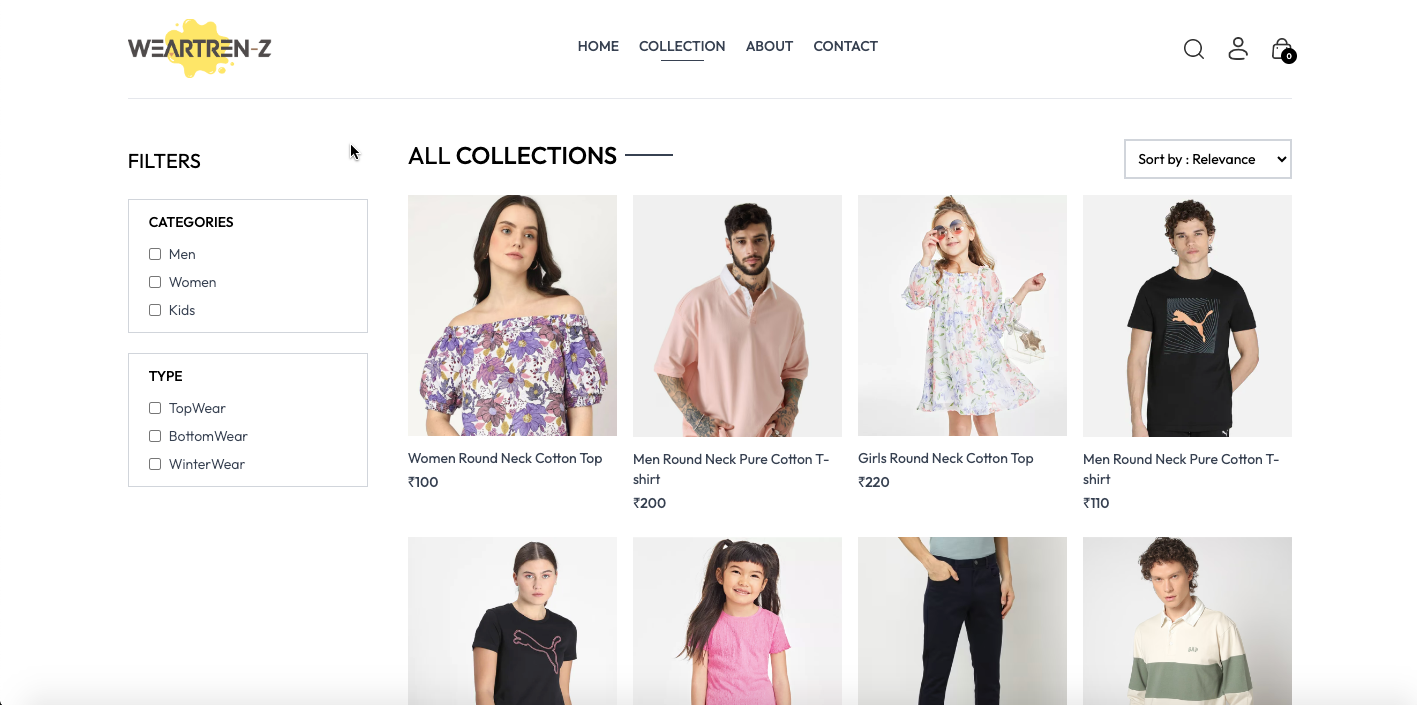 WEARTREN-Z
HOME COLLECTION ABOUT CONTACT
0
FILTERS
CATEGORIES
Men
Women
Kids
TYPE
TopWear
BottomWear
WinterWear
ALL COLLECTIONS
Sort by : Relevance
Women Round Neck Cotton Top
₹100
Men Round Neck Pure Cotton T-
shirt
₹200
Girls Round Neck Cotton Top
₹220
Men Round Neck Pure Cotton T-
shirt
₹110
GAP